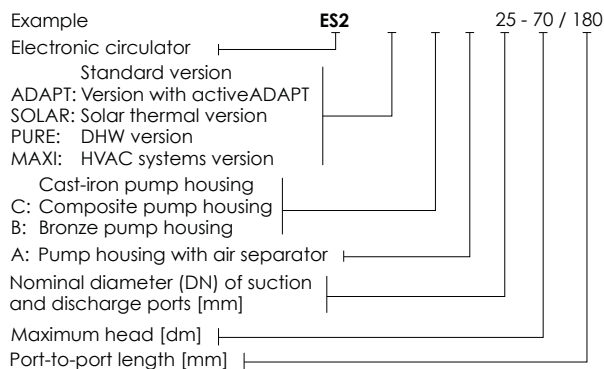 Example ES2 25 - 70 / 180
Electronic circulator
Standard version
ADAPT: Version with activeADAPT
SOLAR: Solar thermal version
PURE: DHW version
MAXI: HVAC systems version
Cast-iron pump housing
C: Composite pump housing
B: Bronze pump housing
A: Pump housing with air separator
Nominal diameter (DN) of suction
and discharge ports [mm]
Maximum head [dm]
Port-to-port length [mm]